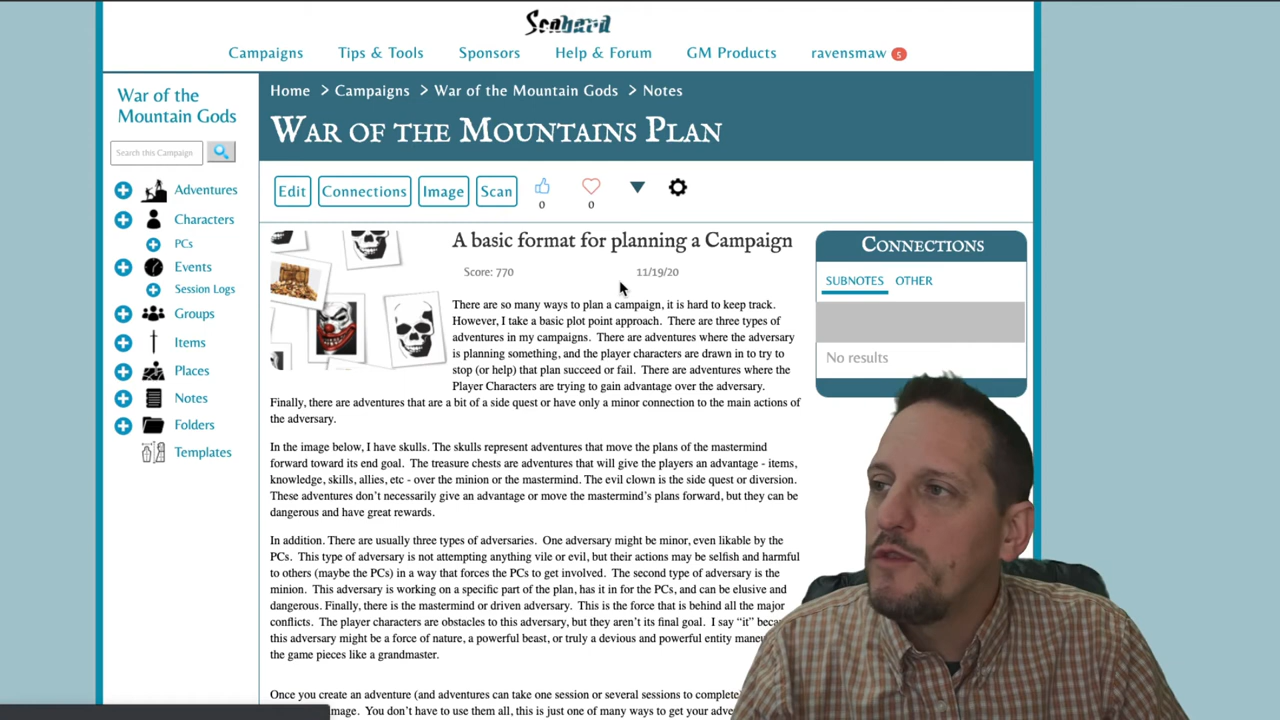 Scabard
Campaigns Tips & Tools Sponsors Help & Forum GM Products ravensmaw 5
War of the
Mountain Gods
Search this Campaign
Adventures
Characters
PCs
Events
Session Logs
Groups
Items
Places
Notes
Folders
Templates
Home > Campaigns > War of the Mountain Gods > Notes
War of the Mountains Plan
Edit Connections Image Scan 0 0
A basic format for planning a Campaign
Score: 770 11/19/20
There are so many ways to plan a campaign, it is hard to keep track.
However, I take a basic plot point approach. There are three types of
adventures in my campaigns. There are adventures where the adversary
is planning something, and the player characters are drawn in to try to
stop (or help) that plan succeed or fail. There are adventures where the
Player Characters are trying to gain advantage over the adversary.
Finally, there are adventures that are a bit of a side quest or have only a minor connection to the main actions of
the adversary.
In the image below, I have skulls. The skulls represent adventures that move the plans of the mastermind
forward toward its end goal. The treasure chests are adventures that will give the players an advantage - items,
knowledge, skills, allies, etc - over the minion or the mastermind. The evil clown is the side quest or diversion.
These adventures don't necessarily give an advantage or move the mastermind's plans forward, but they can be
dangerous and have great rewards.
In addition. There are usually three types of adversaries. One adversary might be minor, even likable by the
PCs. This type of adversary is not attempting anything vile or evil, but their actions may be selfish and harmful
to others (maybe the PCs) in a way that forces the PCs to get involved. The second type of adversary is the
minion. This adversary is working on a specific part of the plan, has it in for the PCs, and can be elusive and
dangerous. Finally, there is the mastermind or driven adversary. This is the force that is behind all the major
conflicts. The player characters are obstacles to this adversary, but they aren't its final goal. I say "it"
this adversary might be a force of nature, a powerful beast, or truly a devious and powerful entity
the game pieces like a grandmaster.
Once you create an adventure (and adventures can take one session or several sessions to complete
You don't have to use them all, this is just one of many ways to get your
Connections
SUBNOTES OTHER
No results